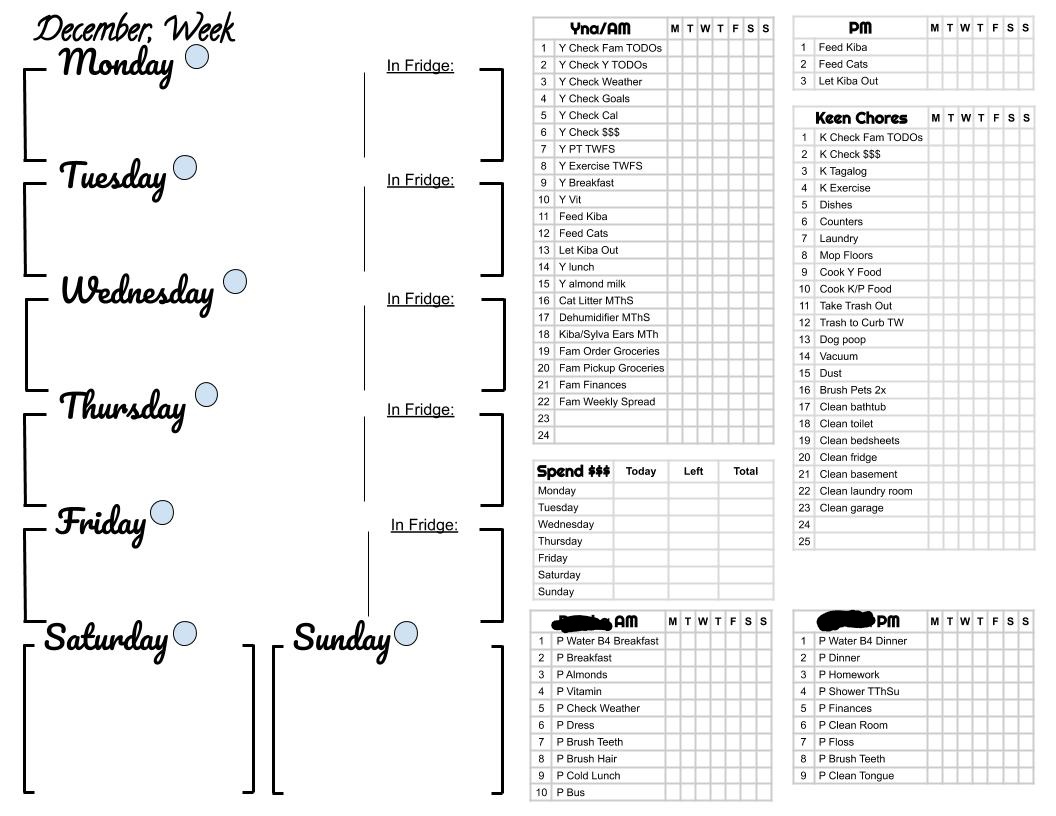 December, Week
Monday
In Fridge:
Tuesday
In Fridge:
Wednesday
In Fridge:
Thursday
In Fridge:
Friday
In Fridge:
Saturday
Sunday
Yna/AM M T W T F S S
1 Y Check Fam TODOs
2 Y Check Y TODOs
3 Y Check Weather
4 Y Check Goals
5 Y Check Cal
6 Y Check $$$
7 Y PT TWFS
8 Y Exercise TWFS
9 Y Breakfast
10 Y Vit
11 Feed Kiba
12 Feed Cats
13 Let Kiba Out
14 Y lunch
15 Y almond milk
16 Cat Litter MThS
17 Dehumidifier MThS
18 Kiba/Sylva Ears MTh
19 Fam Order Groceries
20 Fam Pickup Groceries
21 Fam Finances
22 Fam Weekly Spread
23
24
Spend $$$ Today Left Total
Monday
Tuesday
Wednesday
Thursday
Friday
Saturday
Sunday
AM M T W T F S S
1 P Water B4 Breakfast
2 P Breakfast
3 P Almonds
4 P Vitamin
5 P Check Weather
6 P Dress
7 P Brush Teeth
8 P Brush Hair
9 P Cold Lunch
10 P Bus
PM M T W T F S S
1 Feed Kiba
2 Feed Cats
3 Let Kiba Out
Keen Chores M T W T F S S
1 K Check Fam TODOs
2 K Check $$$
3 K Tagalog
4 K Exercise
5 Dishes
6 Counters
7 Laundry
8 Mop Floors
9 Cook Y Food
10 Cook K/P Food
11 Take Trash Out
12 Trash to Curb TW
13 Dog poop
14 Vacuum
15 Dust
16 Brush Pets 2x
17 Clean bathtub
18 Clean toilet
19 Clean bedsheets
20 Clean fridge
21 Clean basement
22 Clean laundry room
23 Clean garage
24
25
PM M T W T F S S
1 P Water B4 Dinner
2 P Dinner
3 P Homework
4 P Shower TThSu
5 P Finances
6 P Clean Room
7 P Floss
8 P Brush Teeth
9 P Clean Tongue